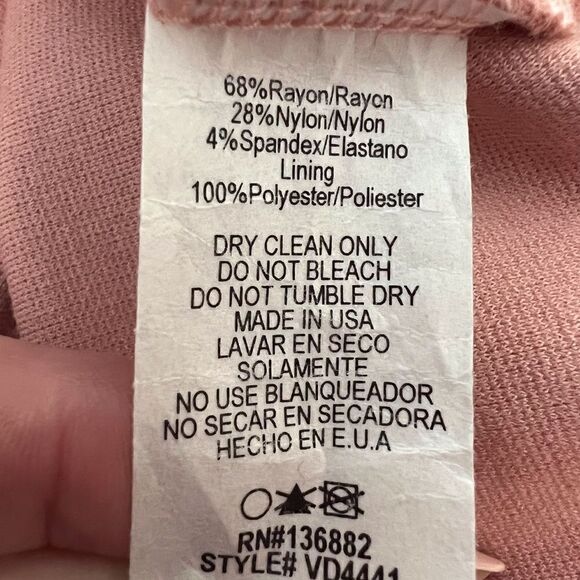 68%Rayon/Rayon
28%Nylon/Nylon
4%Spandex/Elastano
Lining
100%Polyester/Poliester
DRY CLEAN ONLY
DO NOT BLEACH
DO NOT TUMBLE DRY
MADE IN USA
LAVAR EN SECO
SOLAMENTE
NO USE BLANQUEADOR
NO SECAR EN SECADORA
HECHO EN E.U.A
RN#136882
STYLE# VD4441